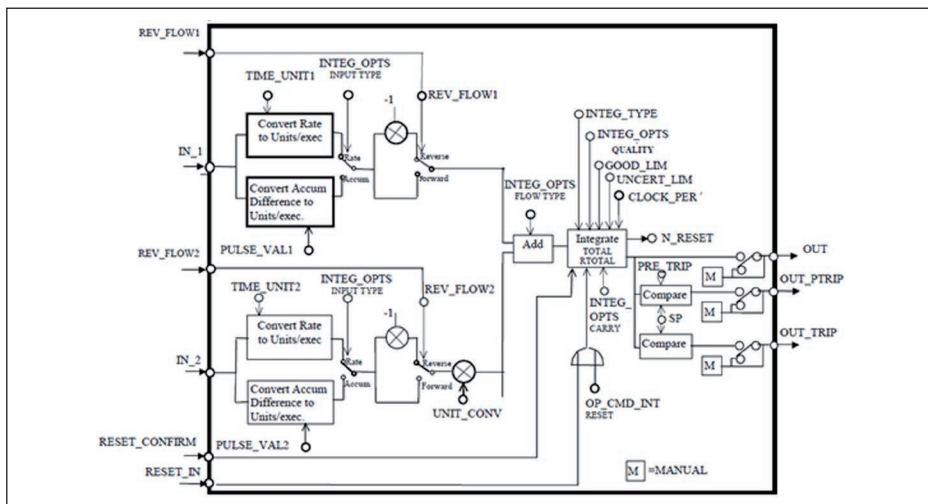 REV_FLOW1
TIME_UNIT1
INTEG_OPTS
INPUT TYPE
REV_FLOW1
-1
Convert Rate
to Units/exec
Rate
Accum
Reverse
Forward
IN_1
Convert Accum
Difference to
Units/exec.
PULSE_VAL1
INTEG_TYPE
INTEG_OPTS
QUALITY
GOOD_LIM
UNCERT_LIM
CLOCK_PER´
INTEG_OPTS
FLOW TYPE
Add
Integrate
TOTAL
RTOTAL
N_RESET
OUT
PRE_TRIP
M
OUT_PTRIP
Compare
M
SP
OUT_TRIP
Compare
M
INTEG_
OPTS
CARRY
REV_FLOW2
TIME_UNIT2
INTEG_OPTS
INPUT TYPE
REV_FLOW2
-1
Convert Rate
to Units/exec
Rate
Accum
Reverse
Forward
IN_2
Convert Accum
Difference to
Units/exec.
UNIT_CONV
OP_CMD_INT
RESET
PULSE_VAL2
RESET_CONFIRM
RESET_IN
M =MANUAL